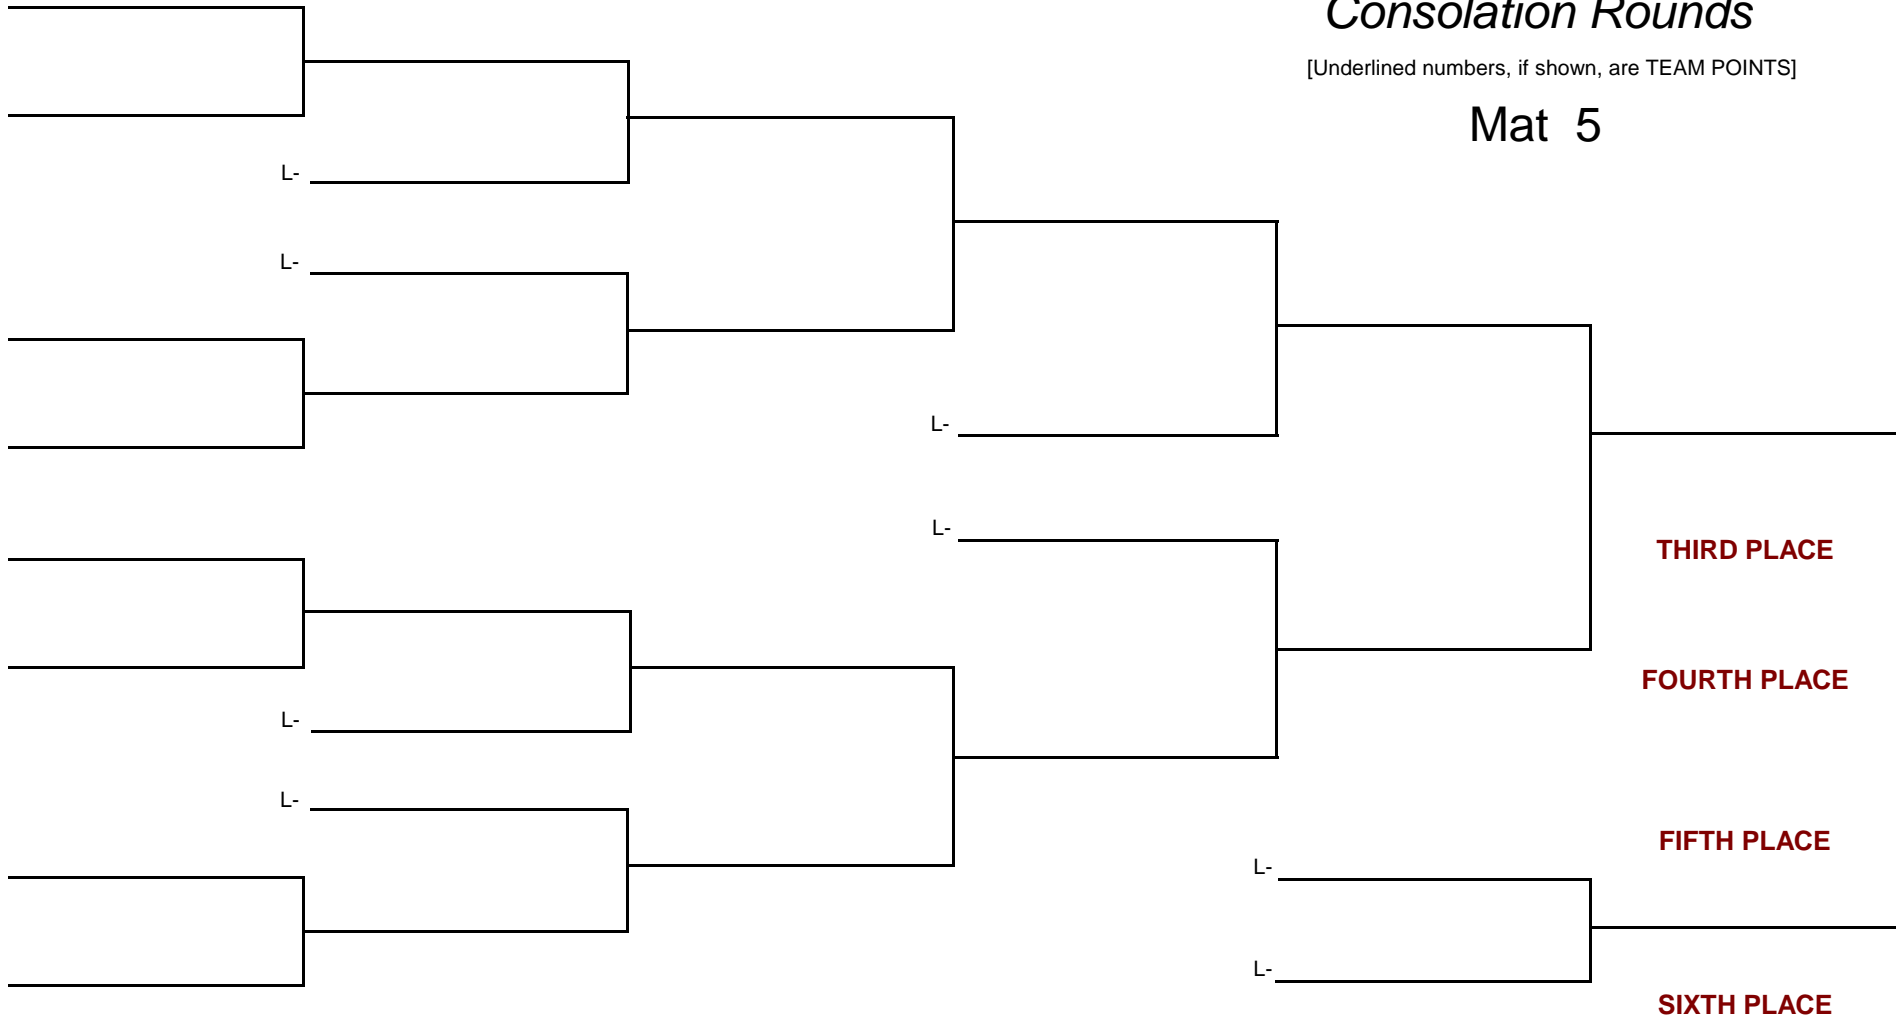 Consolation Rounds
[Underlined numbers, if shown, are TEAM POINTS]
Mat 5
L-
L-
L-
L-
THIRD PLACE
FOURTH PLACE
L-
L-
FIFTH PLACE
L-
L-
SIXTH PLACE